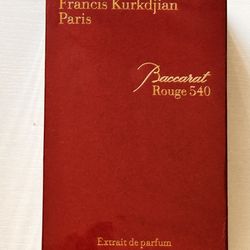 Francis Kurkdjian
Paris
Baccarat
Rouge 540
Extrait de parfum